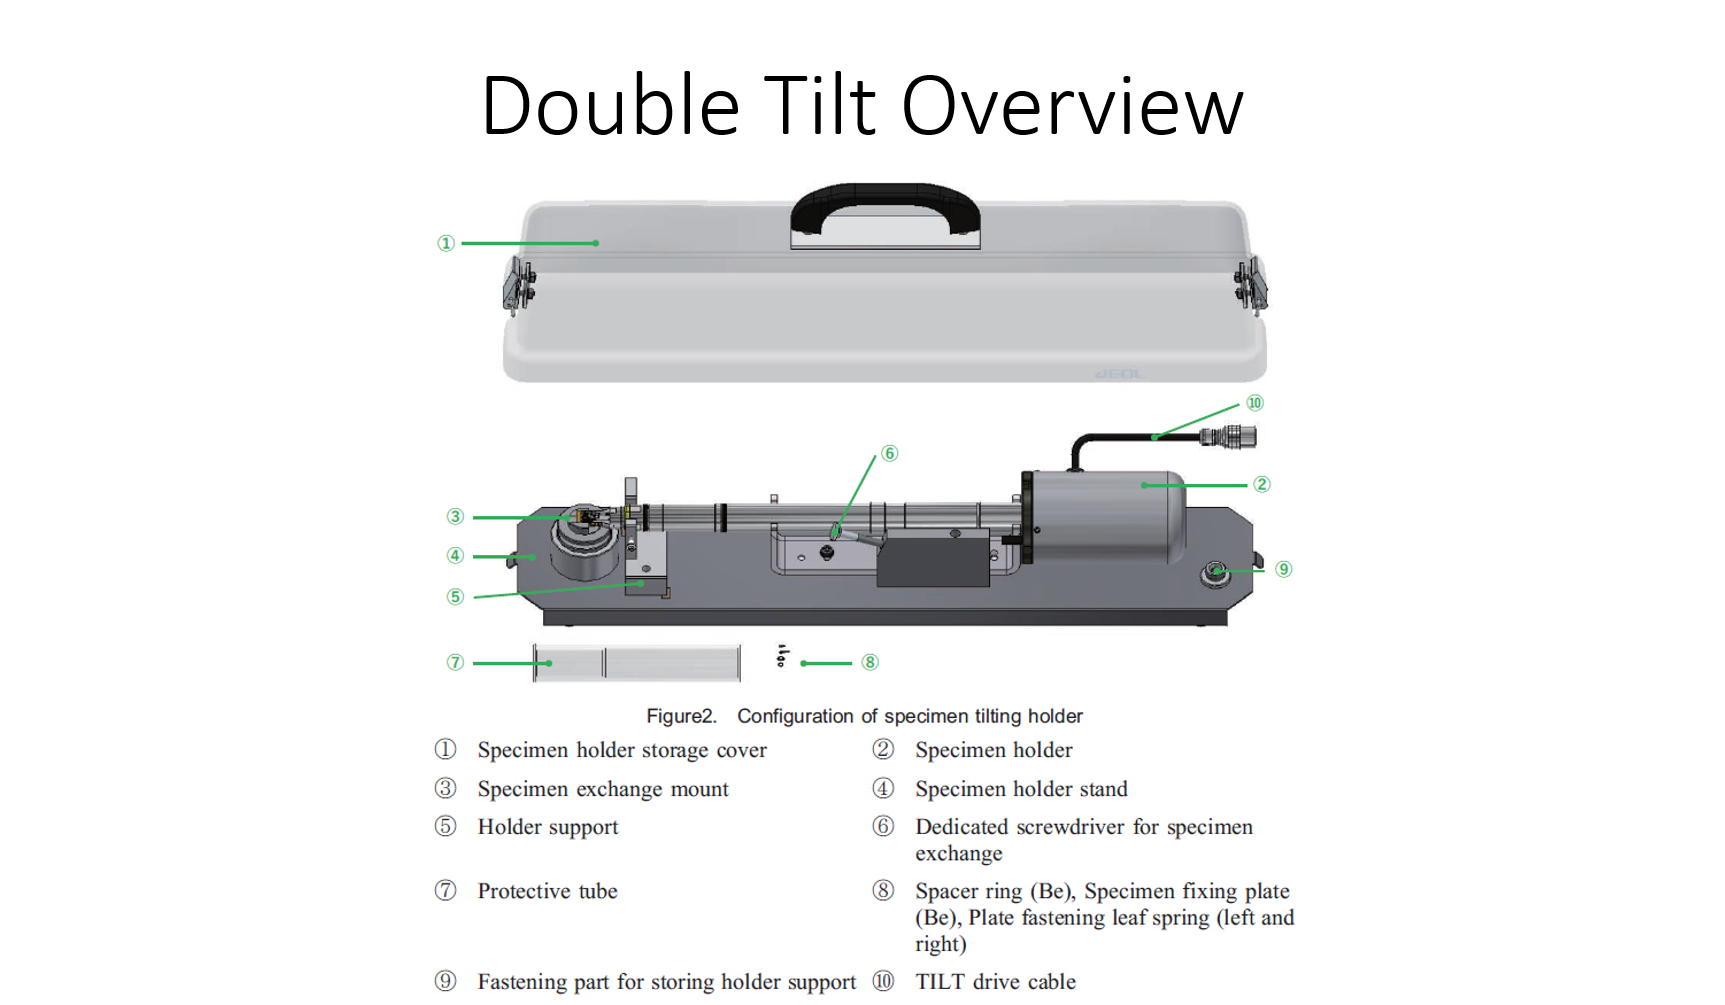 Double Tilt Overview
①
JEOL
⑩
⑥
②
③
④
⑨
⑤
⑦
⑧
Figure2. Configuration of specimen tilting holder
① Specimen holder storage cover ② Specimen holder
③ Specimen exchange mount ④ Specimen holder stand
⑤ Holder support ⑥ Dedicated screwdriver for specimen
exchange
⑦ Protective tube ⑧ Spacer ring (Be), Specimen fixing plate
(Be), Plate fastening leaf spring (left and
right)
⑨ Fastening part for storing holder support ⑩ TILT drive cable